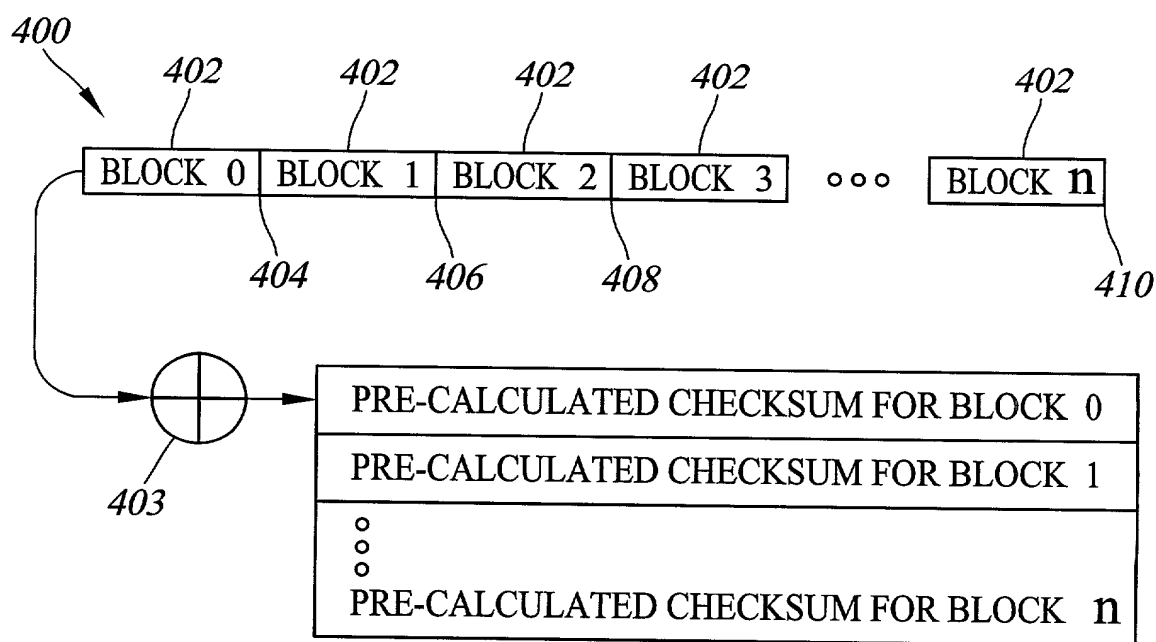 400
402 402 402 402 402
BLOCK 0 BLOCK 1 BLOCK 2 BLOCK 3 BLOCK n
404 406 408 410
PRE-CALCULATED CHECKSUM FOR BLOCK 0
403
PRE-CALCULATED CHECKSUM FOR BLOCK 1
PRE-CALCULATED CHECKSUM FOR BLOCK n